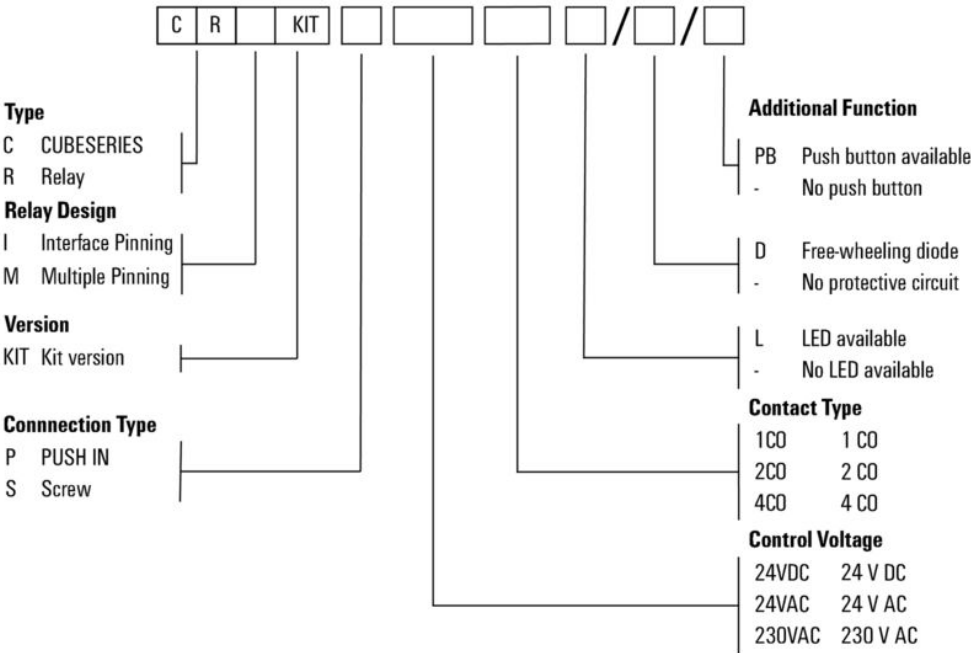 C R KIT / /
Type
C CUBESERIES
R Relay
Relay Design
I Interface Pinning
M Multiple Pinning
Version
KIT Kit version
Connnection Type
P PUSH IN
S Screw
Additional Function
PB Push button available
- No push button
D Free-wheeling diode
- No protective circuit
L LED available
- No LED available
Contact Type
1CO 1 CO
2CO 2 CO
4CO 4 CO
Control Voltage
24VDC 24 V DC
24VAC 24 V AC
230VAC 230 V AC